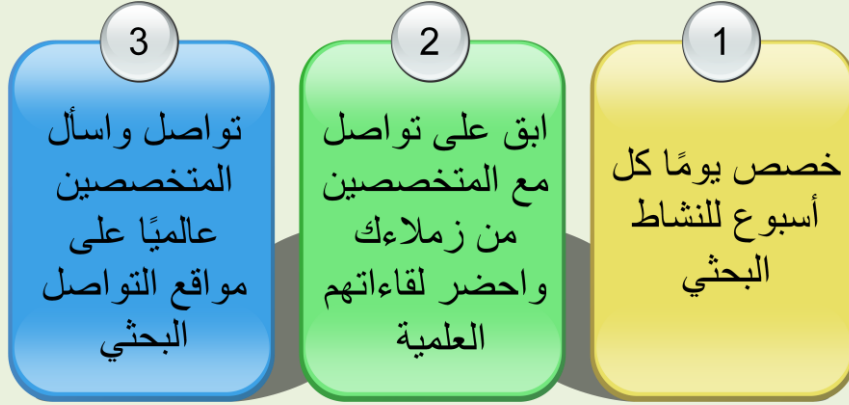 1
خصص يومًا كل
أسبوع للنشاط
البحثي
2
ابق على تواصل
مع المتخصصين
من زملاءك
واحضر لقاءاتهم
العلمية
3
تواصل واسأل
المتخصصين
عالميًا على
مواقع التواصل
البحثي